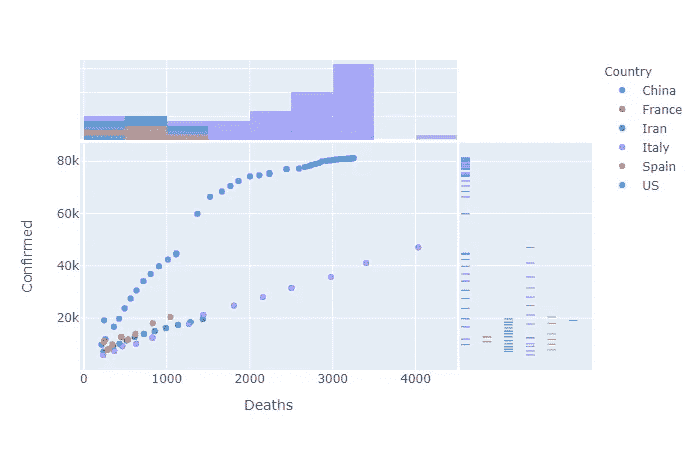 Country
China
France
Iran
Italy
Spain
US
80k
60k
40k
20k
Confirmed
0 1000 2000 3000 4000
Deaths